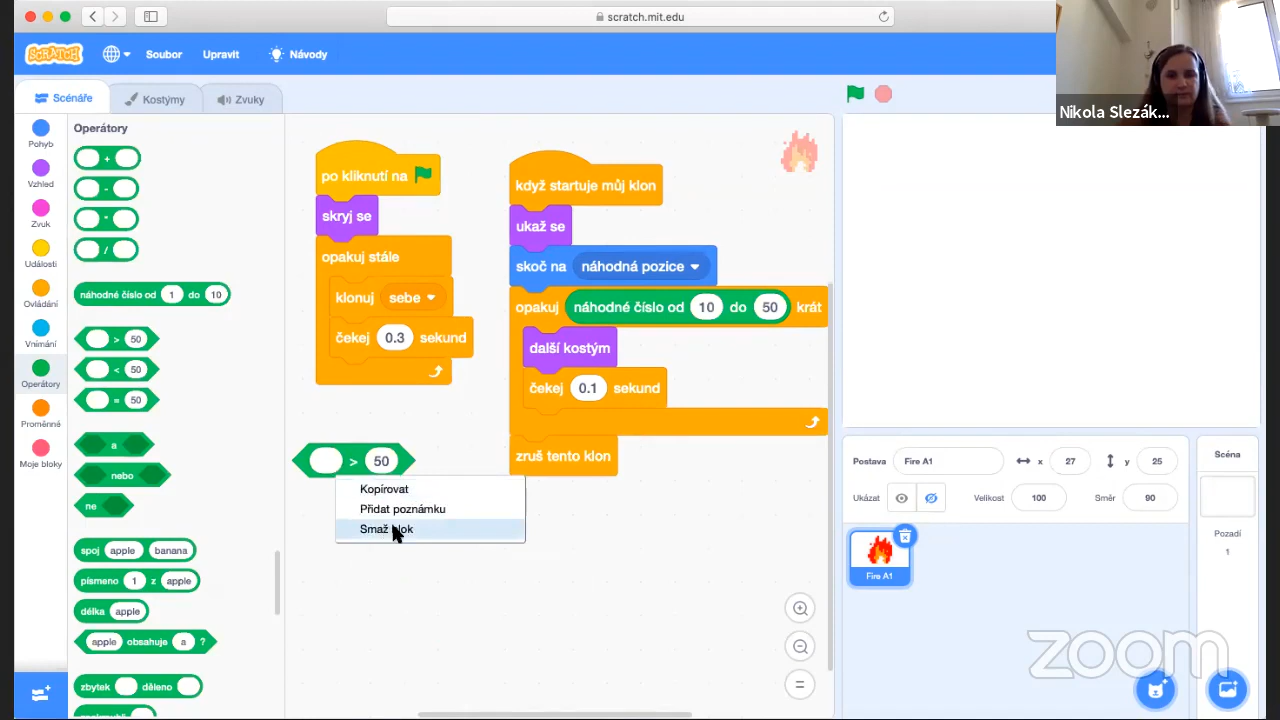 scratch.mit.edu
SCRATCH
Soubor
Upravit
Návody
Nikola Slezák...
Scénáře
Kostýmy
Zvuky
Pohyb
Vzhled
Zvuk
Události
Ovládání
Vnímání
Operátory
Proměnné
Moje bloky
Operátory
+
-
*
/
náhodné číslo od 1 do 10
> 50
< 50
= 50
a
nebo
ne
spoj apple banana
písmeno 1 z apple
délka apple
apple obsahuje a ?
zbytek děleno
po kliknutí na
skryj se
opakuj stále
klonuj sebe
čekej 0.3 sekund
když startuje můj klon
ukaž se
skoč na náhodná pozice
opakuj náhodné číslo od 10 do 50 krát
další kostým
čekej 0.1 sekund
zruš tento klon
> 50
Kopírovat
Přidat poznámku
Smaž blok
Postava Fire A1 x 27 y 25
Ukázat Velikost 100 Směr 90
Fire A1
Scéna
Pozadí
1
zoom